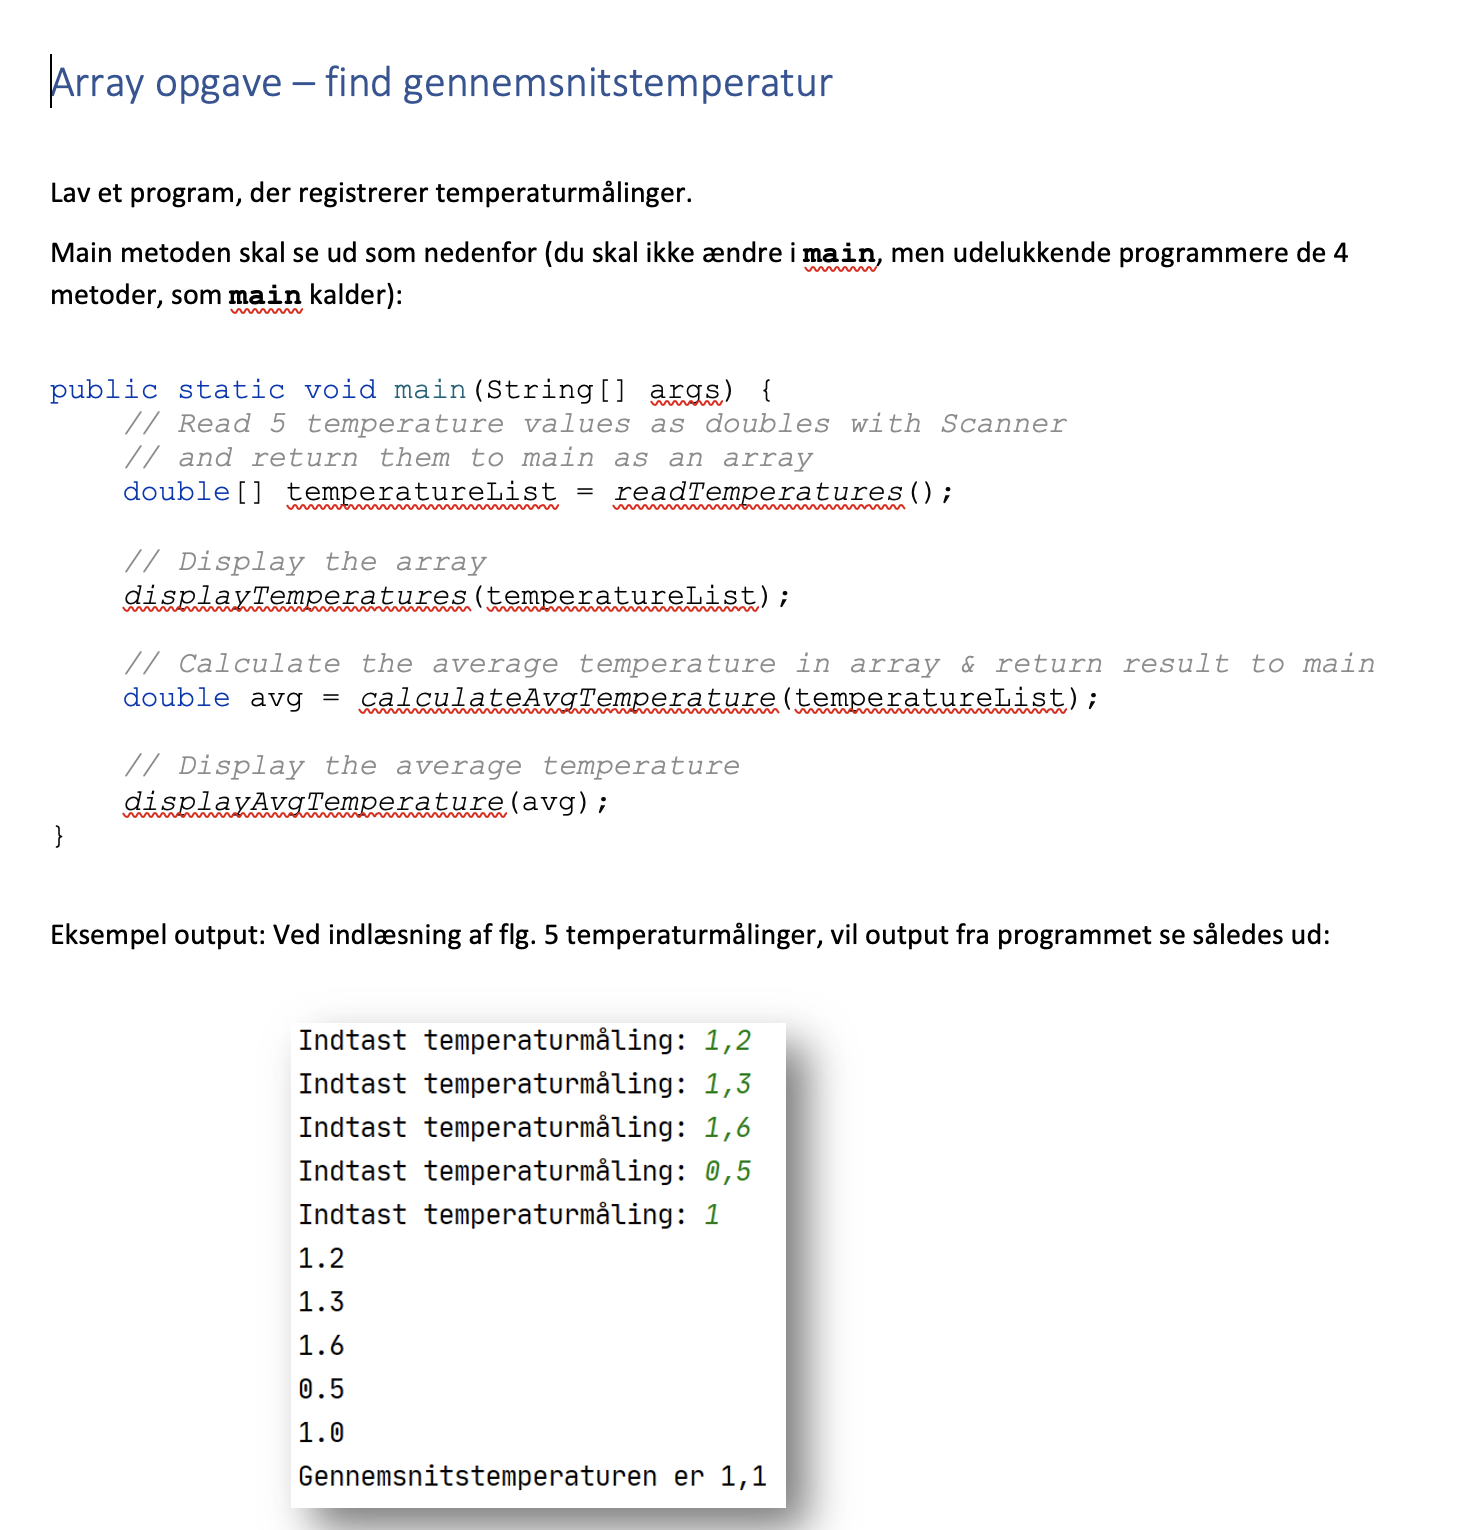 Array opgave – find gennemsnitstemperatur
Lav et program, der registrerer temperaturmålinger.
Main metoden skal se ud som nedenfor (du skal ikke ændre i main, men udelukkende programmere de 4
metoder, som main kalder):
public static void main(String[] args) {
    // Read 5 temperature values as doubles with Scanner
    // and return them to main as an array
    double[] temperatureList = readTemperatures();
    // Display the array
    displayTemperatures(temperatureList);
    // Calculate the average temperature in array & return result to main
    double avg = calculateAvgTemperature(temperatureList);
    // Display the average temperature
    displayAvgTemperature(avg);
}
Eksempel output: Ved indlæsning af flg. 5 temperaturmålinger, vil output fra programmet se således ud:
Indtast temperaturmåling: 1,2
Indtast temperaturmåling: 1,3
Indtast temperaturmåling: 1,6
Indtast temperaturmåling: 0,5
Indtast temperaturmåling: 1
1.2
1.3
1.6
0.5
1.0
Gennemsnitstemperaturen er 1,1